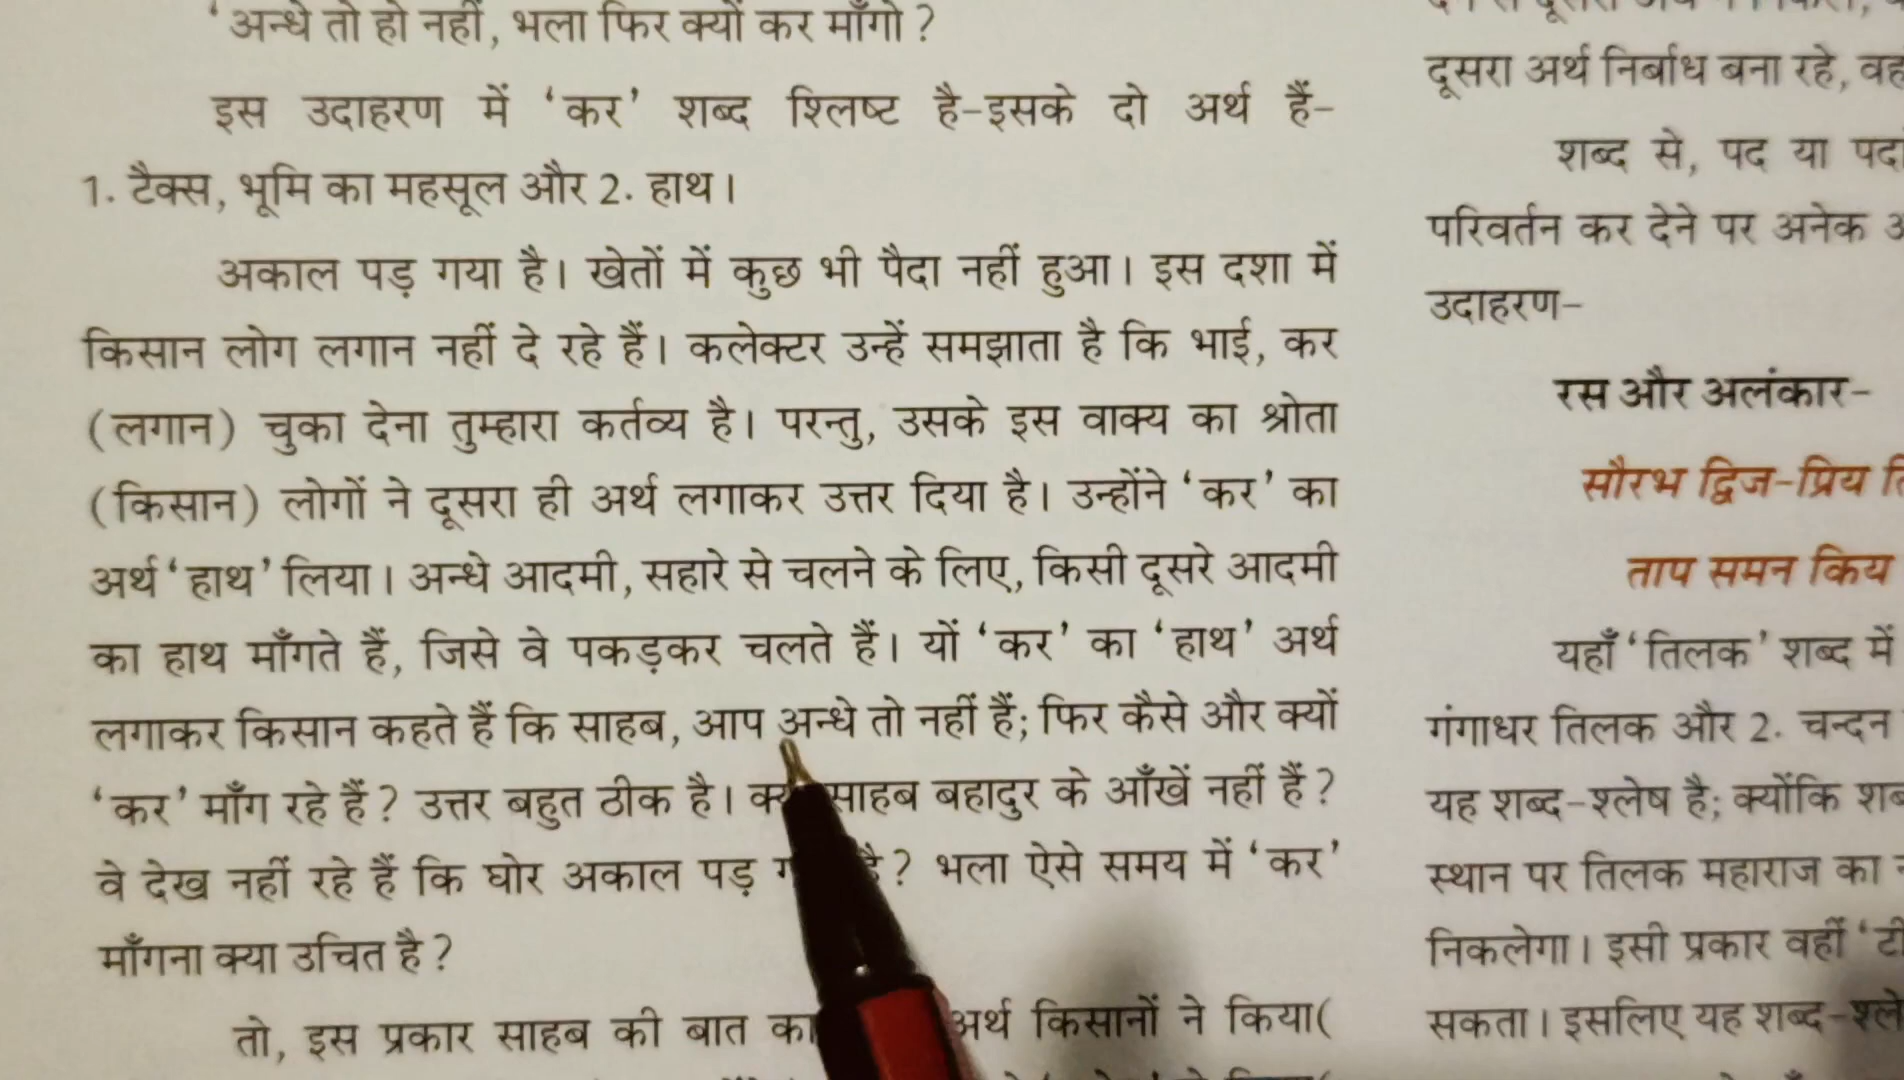 'अन्धे तो हो नहीं, भला फिर क्यों कर माँगो ?
इस उदाहरण में 'कर' शब्द श्लिष्ट है-इसके दो अर्थ हैं-
1. टैक्स, भूमि का महसूल और 2. हाथ।
अकाल पड़ गया है। खेतों में कुछ भी पैदा नहीं हुआ। इस दशा में
किसान लोग लगान नहीं दे रहे हैं। कलेक्टर उन्हें समझाता है कि भाई, कर
(लगान) चुका देना तुम्हारा कर्तव्य है। परन्तु, उसके इस वाक्य का श्रोता
(किसान) लोगों ने दूसरा ही अर्थ लगाकर उत्तर दिया है। उन्होंने 'कर' का
अर्थ 'हाथ' लिया। अन्धे आदमी, सहारे से चलने के लिए, किसी दूसरे आदमी
का हाथ माँगते हैं, जिसे वे पकड़कर चलते हैं। यों 'कर' का 'हाथ' अर्थ
लगाकर किसान कहते हैं कि साहब, आप अन्धे तो नहीं हैं; फिर कैसे और क्यों
'कर' माँग रहे हैं? उत्तर बहुत ठीक है। साहब बहादुर के आँखें नहीं हैं?
वे देख नहीं रहे हैं कि घोर अकाल पड़ है? भला ऐसे समय में 'कर'
माँगना क्या उचित है?
तो, इस प्रकार साहब की बात का अर्थ किसानों ने किया(
दूसरा अर्थ निर्बाध बना रहे, वह
शब्द से, पद या
परिवर्तन कर देने पर अनेक
उदाहरण-
रस और अलंकार-
सौरभ द्विज-प्रिय
ताप समन किय
यहाँ 'तिलक' शब्द में
गंगाधर तिलक और 2. चन्दन
यह शब्द-श्लेष है; क्योंकि
स्थान पर तिलक महाराज का
निकलेगा। इसी प्रकार वहीं
सकता। इसलिए यह शब्द-